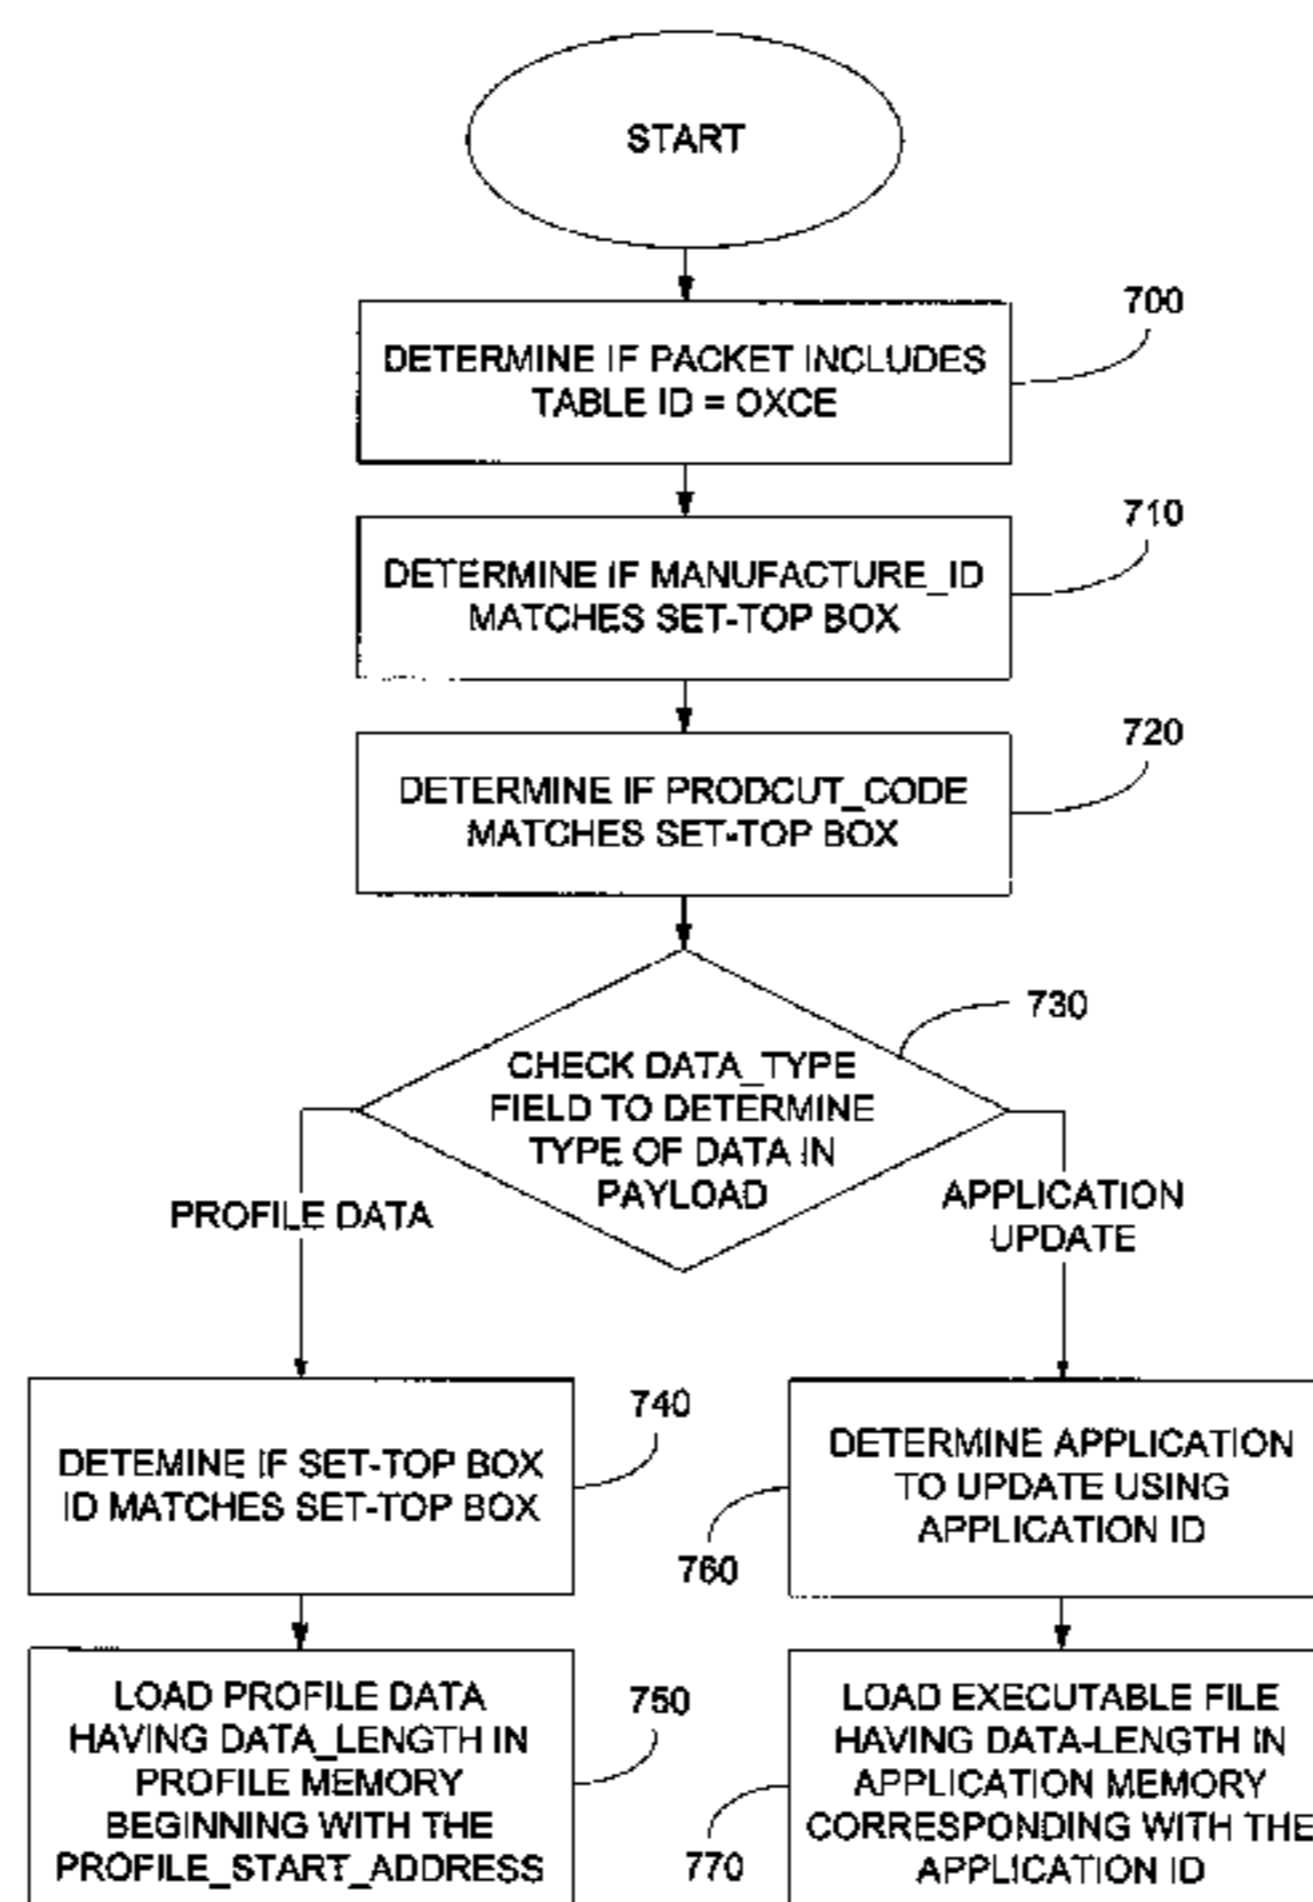 START
700
DETERMINE IF PACKET INCLUDES
TABLE ID = OXCE
710
DETERMINE IF MANUFACTURE_ID
MATCHES SET-TOP BOX
720
DETERMINE IF PRODCUT_CODE
MATCHES SET-TOP BOX
730
CHECK DATA_TYPE
FIELD TO DETERMINE
TYPE OF DATA IN
PAYLOAD
PROFILE DATA
APPLICATION
UPDATE
740
DETEMINE IF SET-TOP BOX
ID MATCHES SET-TOP BOX
DETERMINE APPLICATION
TO UPDATE USING
APPLICATION ID
760
750
LOAD PROFILE DATA
HAVING DATA_LENGTH IN
PROFILE MEMORY
BEGINNING WITH THE
PROFILE_START_ADDRESS
LOAD EXECUTABLE FILE
HAVING DATA-LENGTH IN
APPLICATION MEMORY
CORRESPONDING WITH THE
APPLICATION ID
770